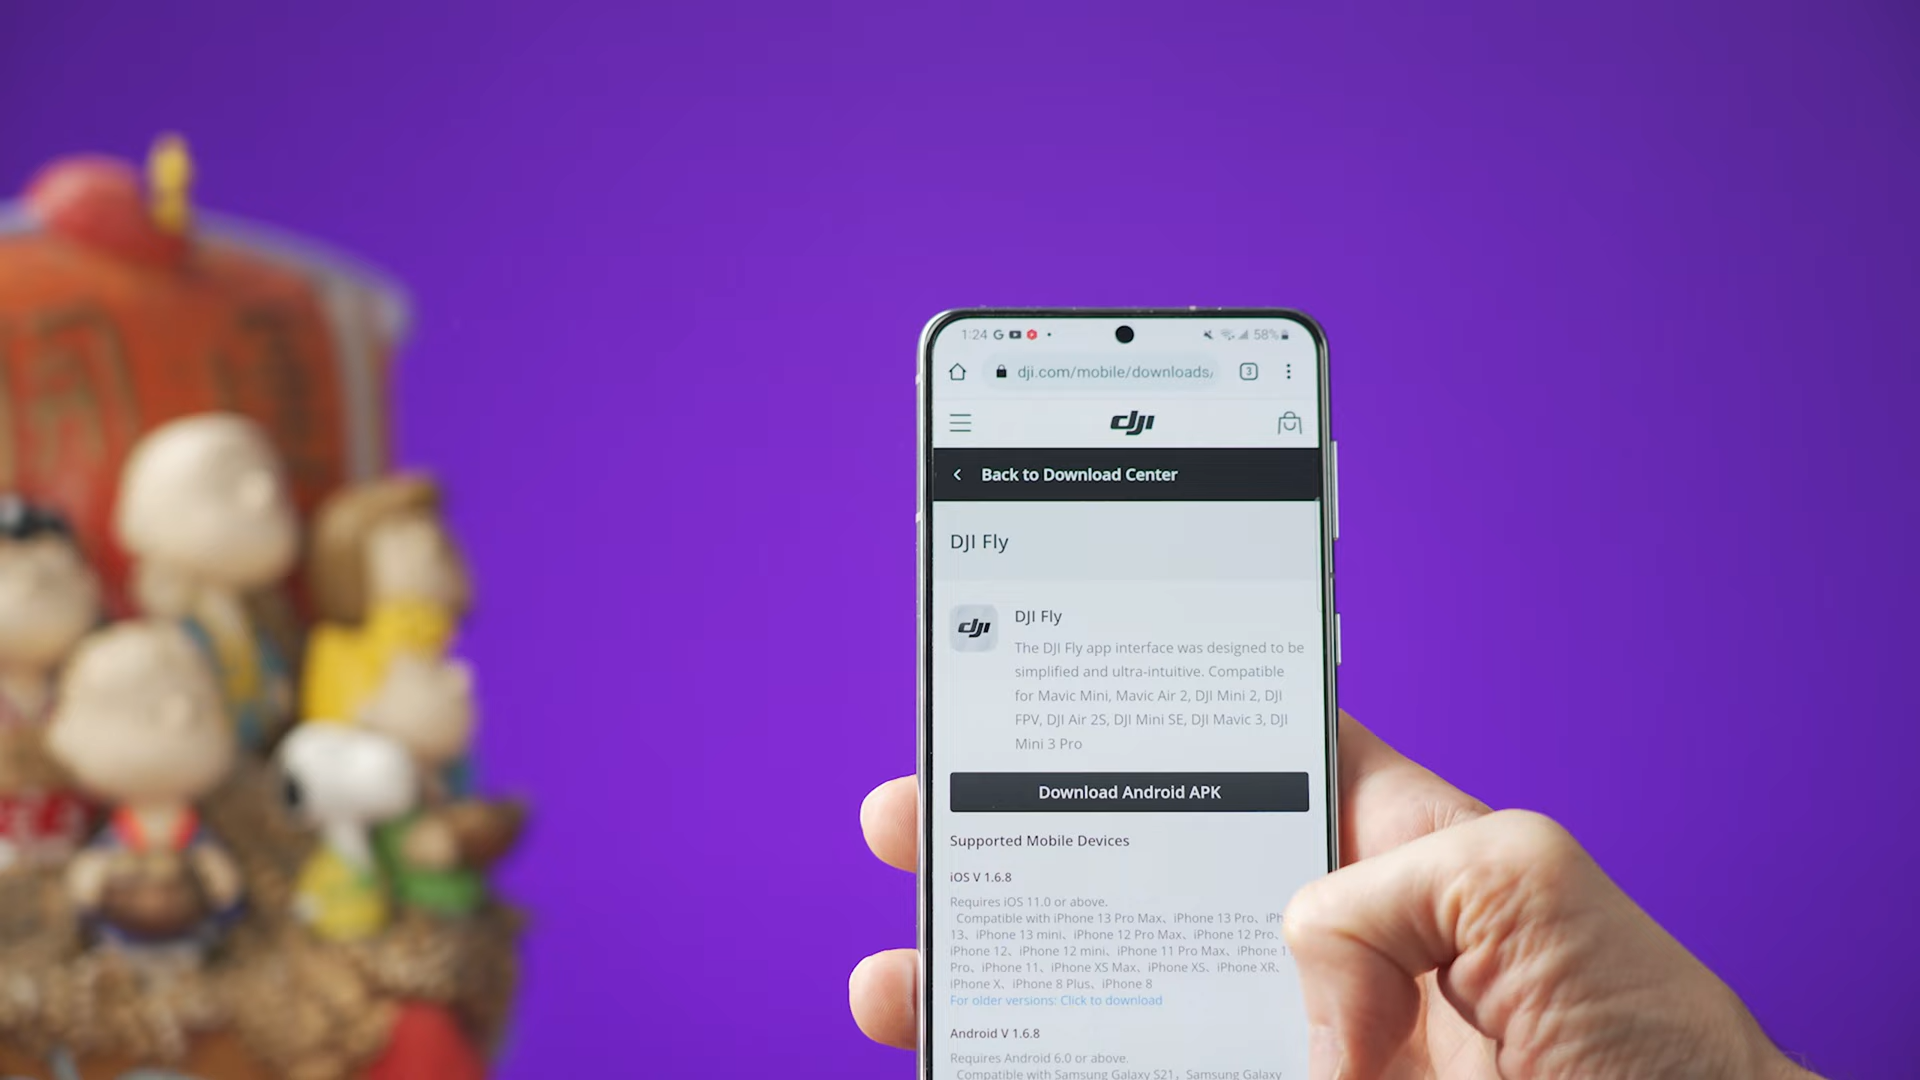 1:24
58%
dji.com/mobile/downloads/
3
dji
Back to Download Center
DJI Fly
dji
DJI Fly
The DJI Fly app interface was designed to be
simplified and ultra-intuitive. Compatible
for Mavic Mini, Mavic Air 2, DJI Mini 2, DJI
FPV, DJI Air 2S, DJI Mini SE, DJI Mavic 3, DJI
Mini 3 Pro
Download Android APK
Supported Mobile Devices
iOS V 1.6.8
Requires iOS 11.0 or above.
Compatible with iPhone 13 Pro Max、iPhone 13 Pro、iPh
13、iPhone 13 mini、iPhone 12 Pro Max、iPhone 12 Pro、
iPhone 12、iPhone 12 mini、iPhone 11 Pro Max、iPhone 1
Pro、iPhone 11、iPhone XS Max、iPhone XS、iPhone XR、
iPhone X、iPhone 8 Plus、iPhone 8
For older versions: Click to download
Android V 1.6.8
Requires Android 6.0 or above.
Compatible with Samsung Galaxy S21、Samsung Galaxy